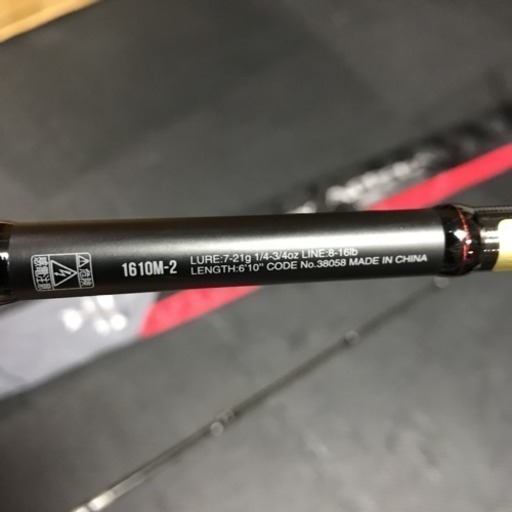 1610M-2
LURE:7-21g 1/4-3/4oz LINE:8-16lb
LENGTH:6'10" CODE No.38058 MADE IN CHINA